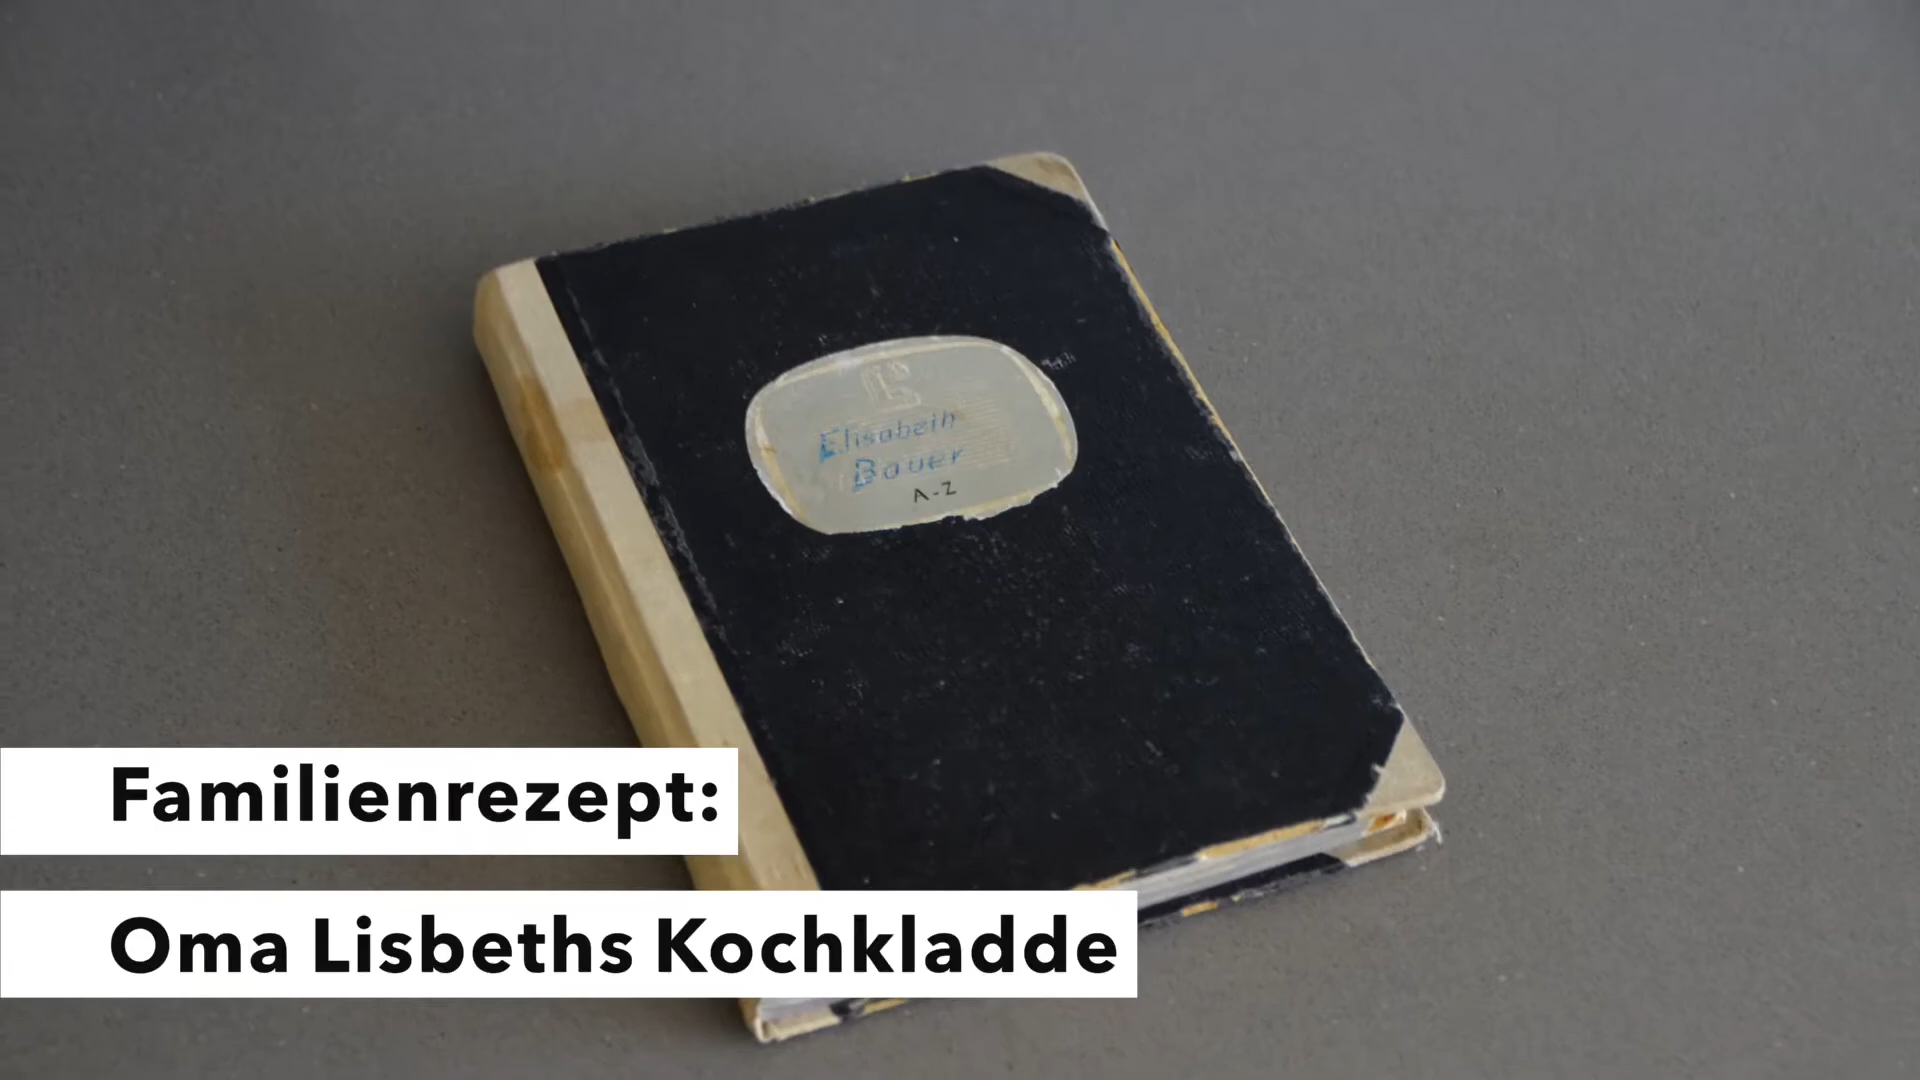 Elisabeth
Bauer
A-Z
Familienrezept:
Oma Lisbeths Kochkladde